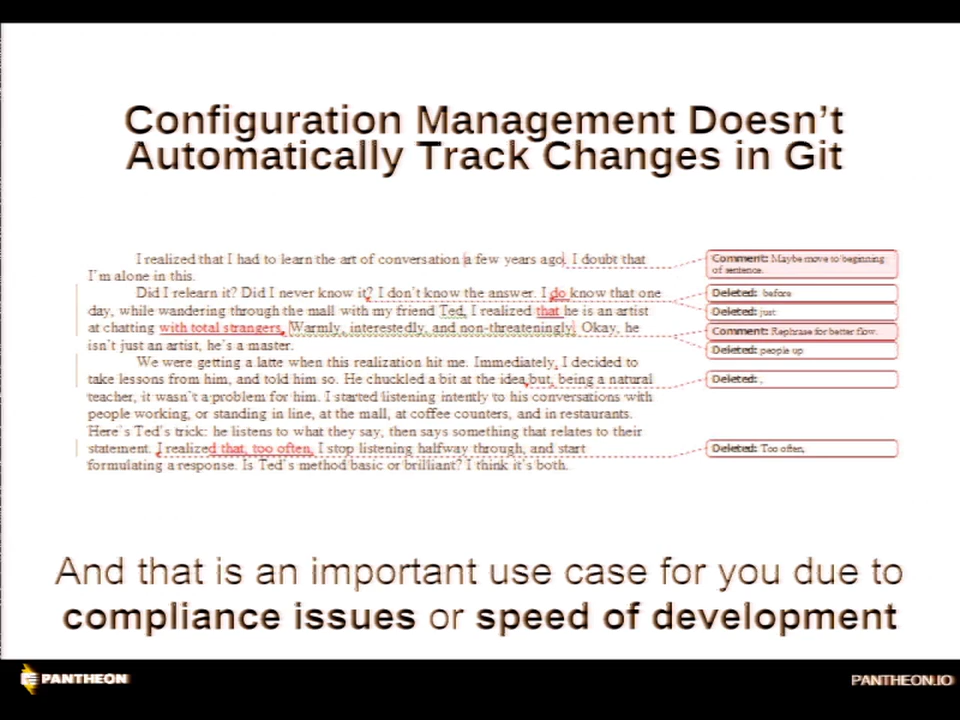 Configuration Management Doesn't
Automatically Track Changes in Git
I realized that I had to learn the art of conversation a few years ago. I doubt that
I'm alone in this.
Did I relearn it? Did I never know it? I don't know the answer. I do know that one
day, while wandering through the mall with my friend Ted, I realized that he is an artist
at chatting with total strangers. Warmly, interestedly, and non-threateningly. Okay, he
isn't just an artist, he's a master.
We were getting a latte when this realization hit me. Immediately, I decided to
take lessons from him, and told him so. He chuckled a bit at the idea, but, being a natural
teacher, it wasn't a problem for him. I started listening intently to his conversations with
people working, or standing in line, at the mall, at coffee counters, and in restaurants.
Here's Ted's trick: he listens to what they say, then says something that relates to their
statement. I realized that, too often, I stop listening halfway through, and start
formulating a response. Is Ted's method basic or brilliant? I think it's both.
Comment: Maybe move to beginning
of sentence.
Deleted: before
Deleted: just
Comment: Rephrase for better flow.
Deleted: people up
Deleted: ,
Deleted: Too often,
And that is an important use case for you due to
compliance issues or speed of development
PANTHEON
PANTHEON.IO